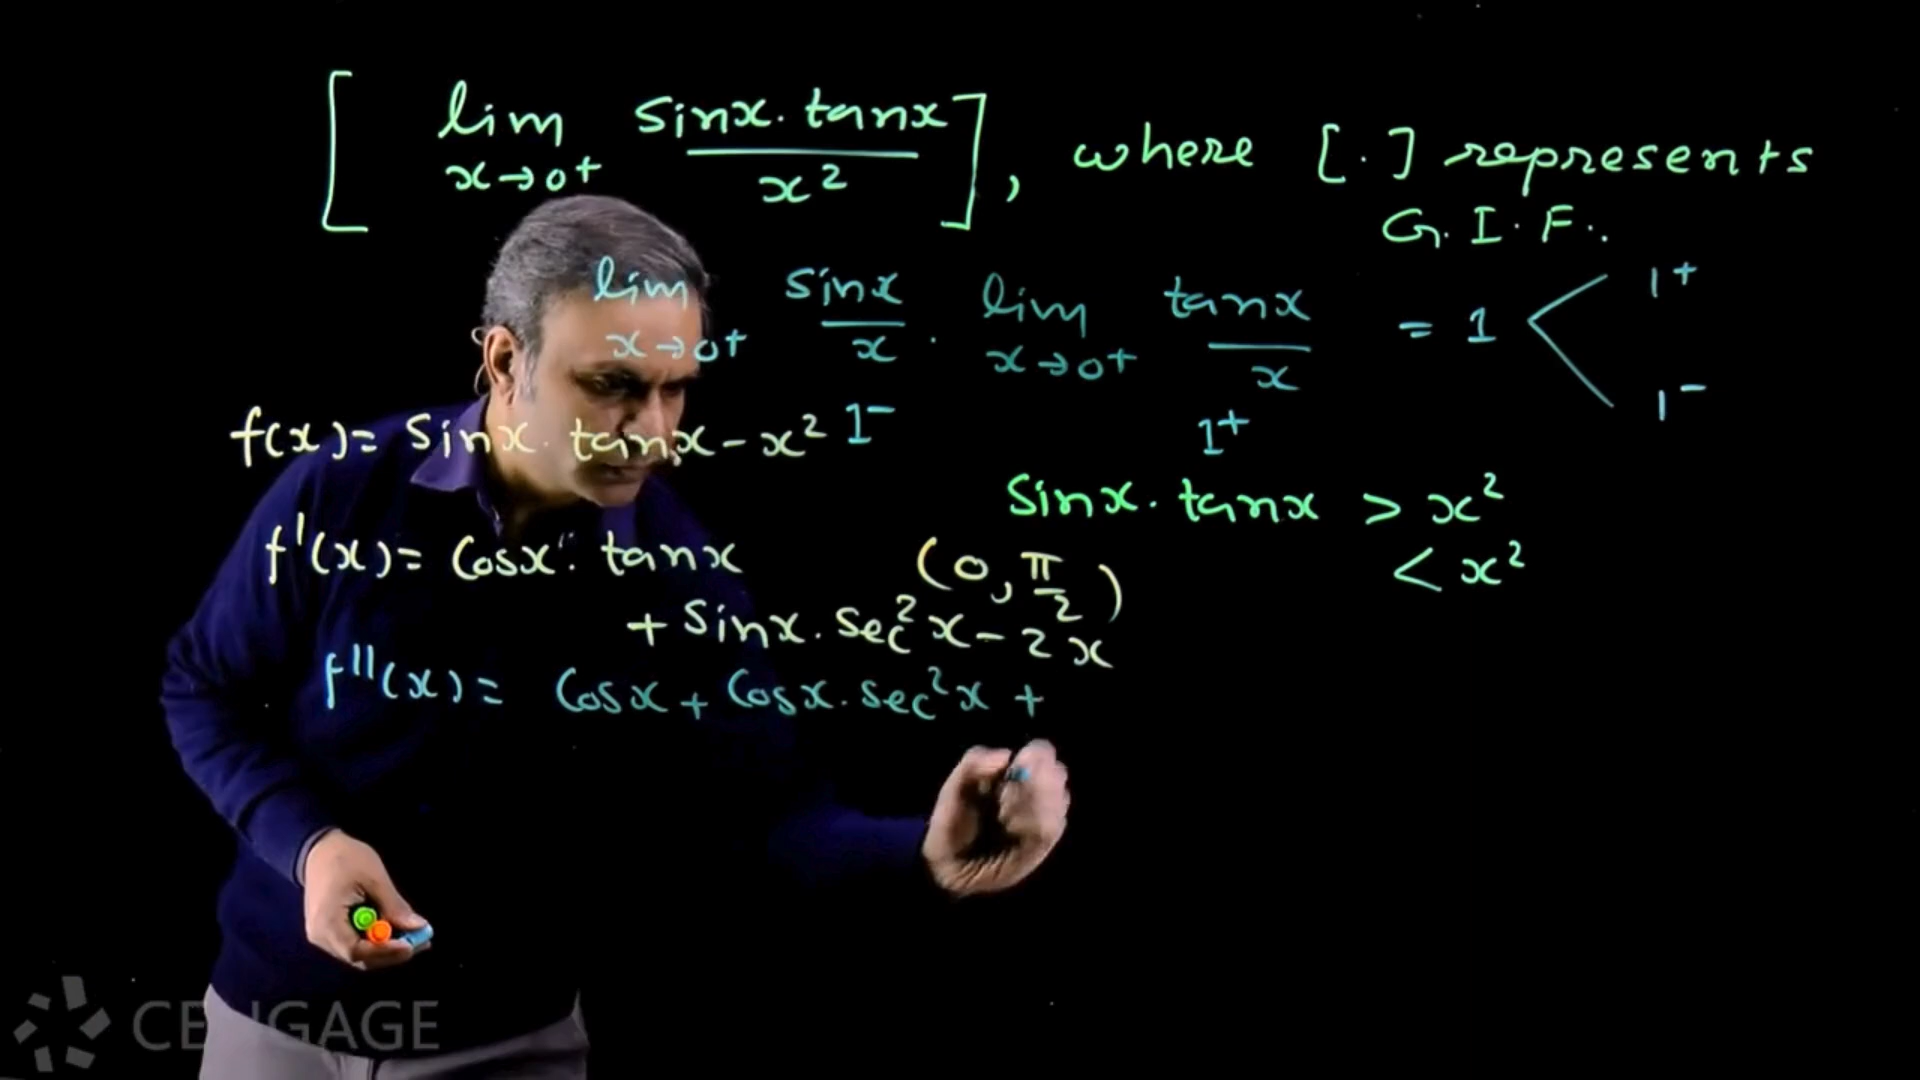 [ lim x→0+ sinx·tanx / x² ], where [·] represents
G.I.F..
lim x→0+ sinx / x · lim x→0+ tanx / x = 1 < 1⁺ 1⁻
1⁻ 1⁺
f(x)= sinx·tanx-x²
sinx·tanx > x²
< x²
f'(x)= cosx·tanx (0, π/2)
+ sinx·sec²x-2x
f''(x)= cosx + cosx·sec²x +
CENGAGE